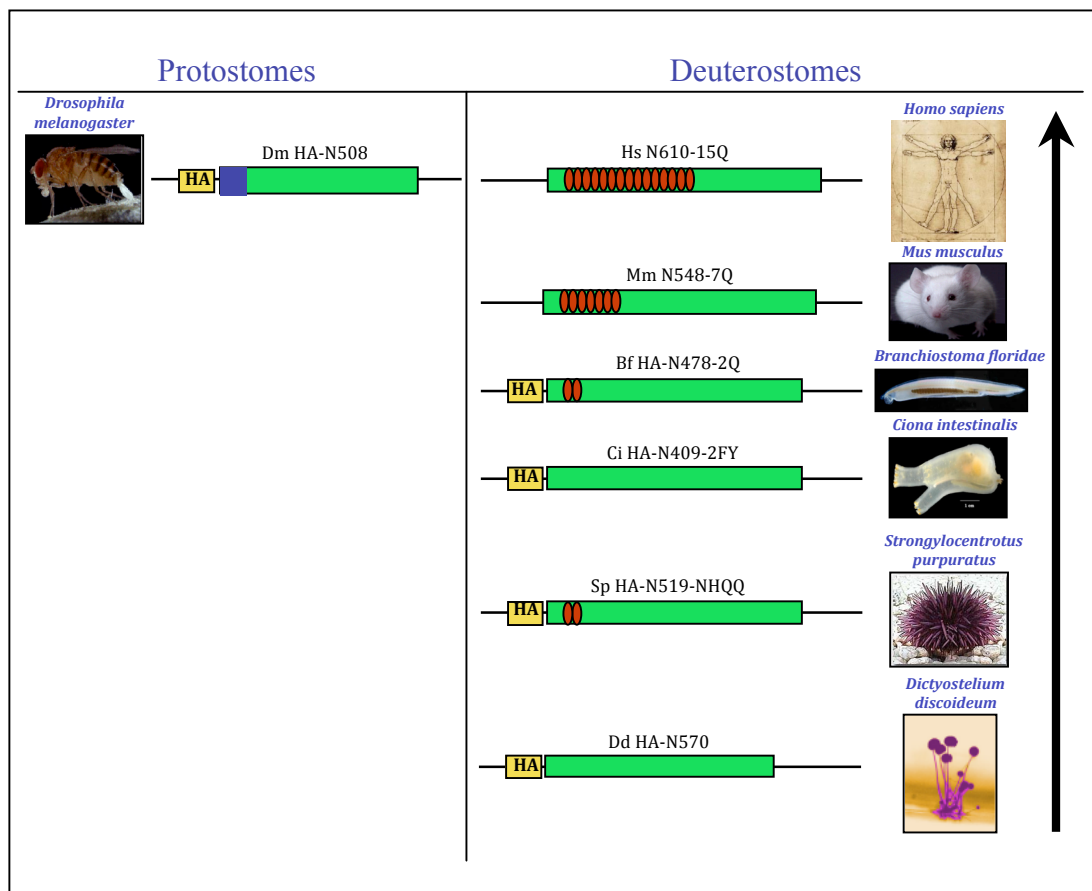 Protostomes
Deuterostomes
Drosophila
melanogaster
Dm HA-N508
HA
Homo sapiens
Hs N610-15Q
Mus musculus
Mm N548-7Q
Branchiostoma floridae
Bf HA-N478-2Q
HA
Ciona intestinalis
Ci HA-N409-2FY
HA
1 cm
Strongylocentrotus
purpuratus
Sp HA-N519-NHQQ
HA
Dictyostelium
discoideum
Dd HA-N570
HA